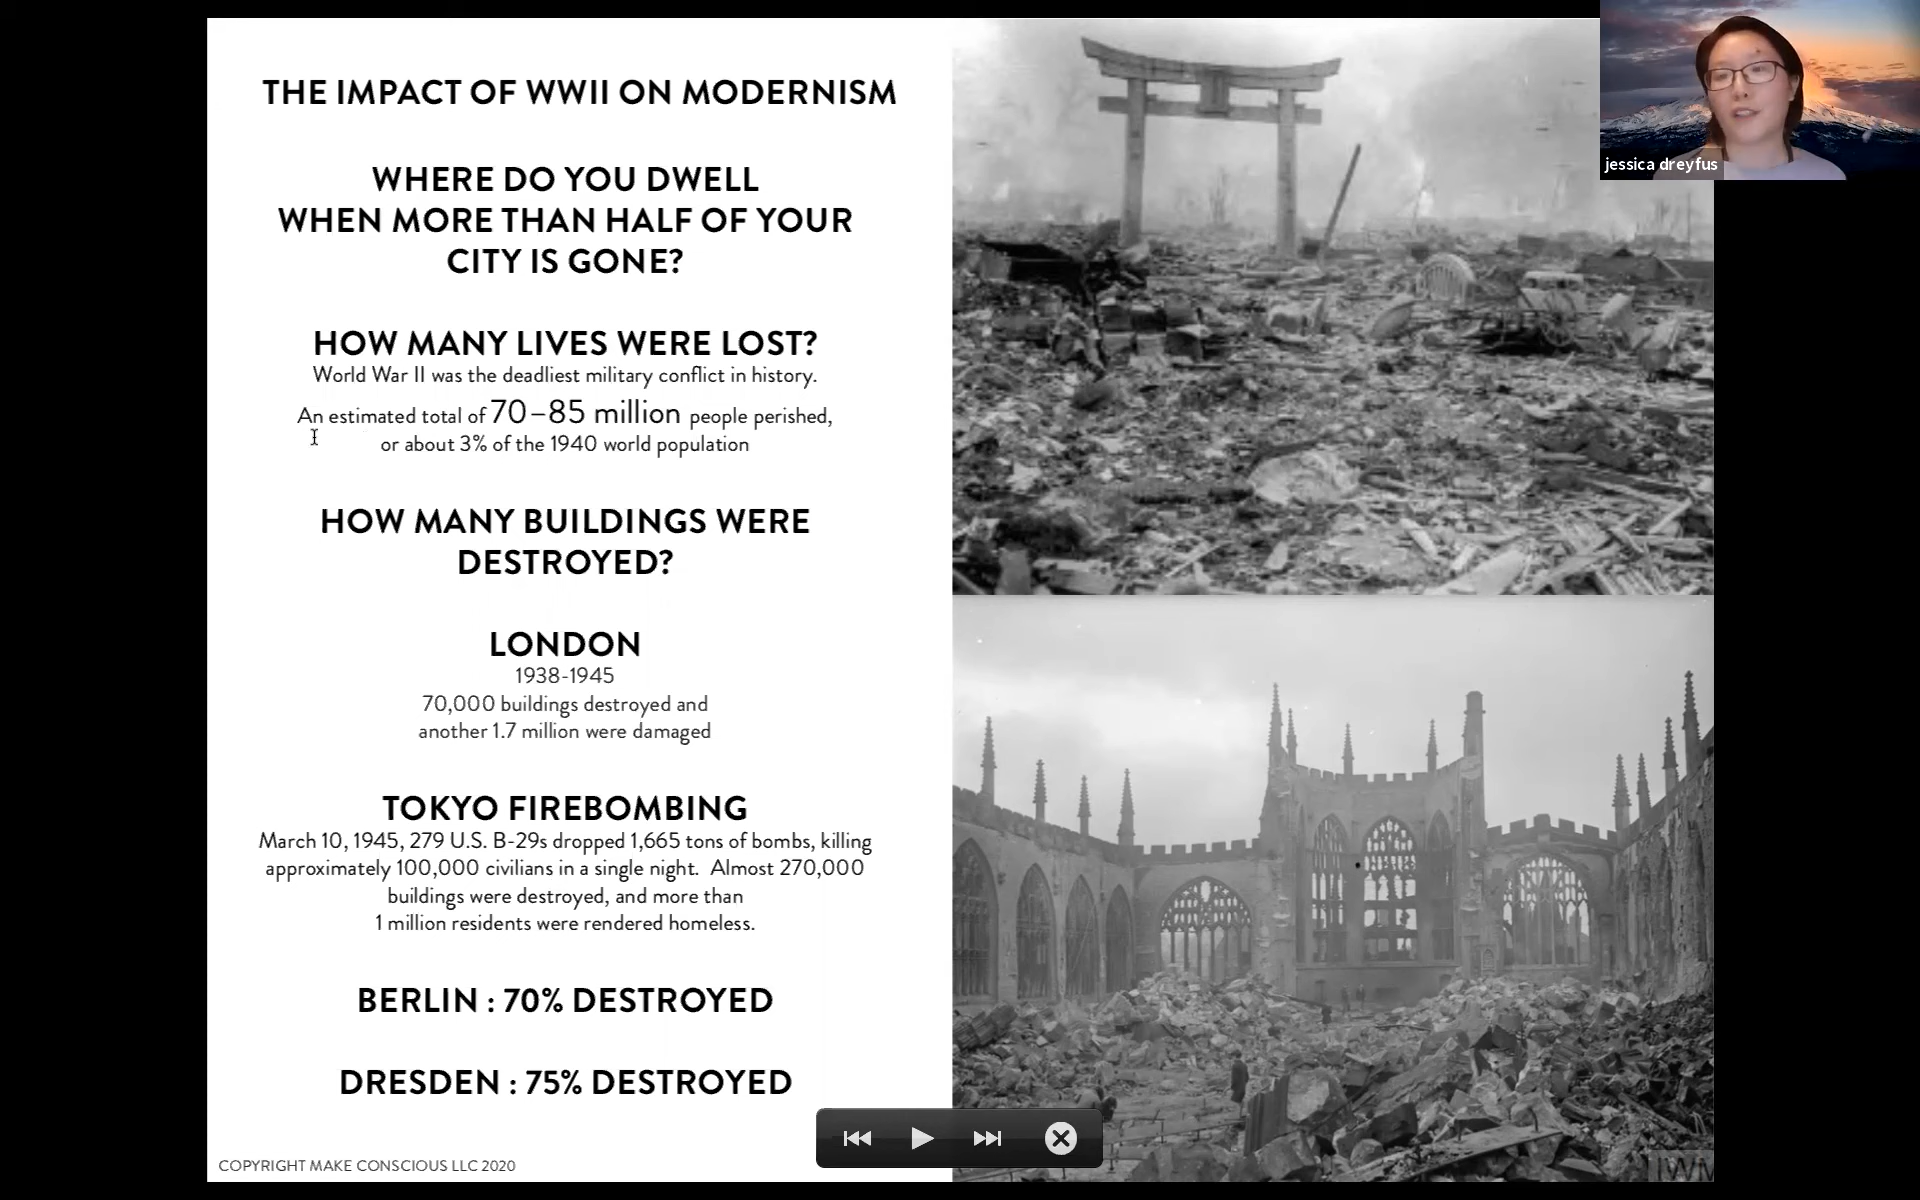 THE IMPACT OF WWII ON MODERNISM
WHERE DO YOU DWELL
WHEN MORE THAN HALF OF YOUR
CITY IS GONE?
HOW MANY LIVES WERE LOST?
World War II was the deadliest military conflict in history.
An estimated total of 70–85 million people perished,
or about 3% of the 1940 world population
HOW MANY BUILDINGS WERE
DESTROYED?
LONDON
1938-1945
70,000 buildings destroyed and
another 1.7 million were damaged
TOKYO FIREBOMBING
March 10, 1945, 279 U.S. B-29s dropped 1,665 tons of bombs, killing
approximately 100,000 civilians in a single night. Almost 270,000
buildings were destroyed, and more than
1 million residents were rendered homeless.
BERLIN : 70% DESTROYED
DRESDEN : 75% DESTROYED
COPYRIGHT MAKE CONSCIOUS LLC 2020
jessica dreyfus
IWM